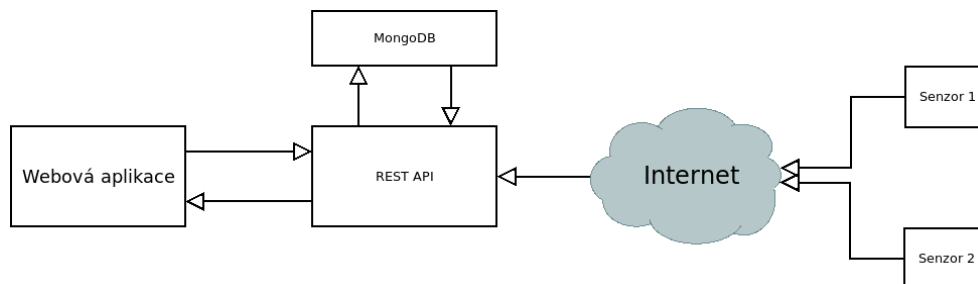 MongoDB
Senzor 1
Webová aplikace
REST API
Internet
Senzor 2